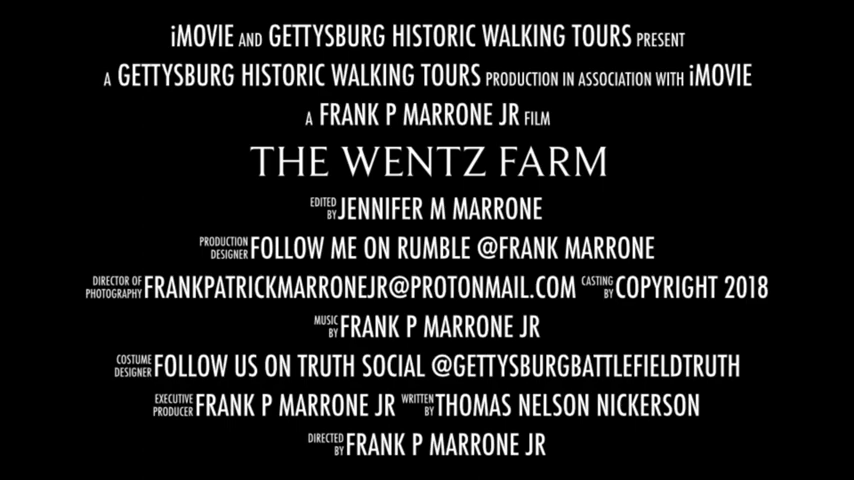 iMOVIE AND GETTYSBURG HISTORIC WALKING TOURS PRESENT
A GETTYSBURG HISTORIC WALKING TOURS PRODUCTION IN ASSOCIATION WITH iMOVIE
A FRANK P MARRONE JR FILM
THE WENTZ FARM
EDITED BY JENNIFER M MARRONE
PRODUCTION DESIGNER FOLLOW ME ON RUMBLE @FRANK MARRONE
DIRECTOR OF PHOTOGRAPHY FRANKPATRICKMARRONEJR@PROTONMAIL.COM CASTING BY COPYRIGHT 2018
MUSIC BY FRANK P MARRONE JR
COSTUME DESIGNER FOLLOW US ON TRUTH SOCIAL @GETTYSBURGBATTLEFIELDTRUTH
EXECUTIVE PRODUCER FRANK P MARRONE JR WRITTEN BY THOMAS NELSON NICKERSON
DIRECTED BY FRANK P MARRONE JR